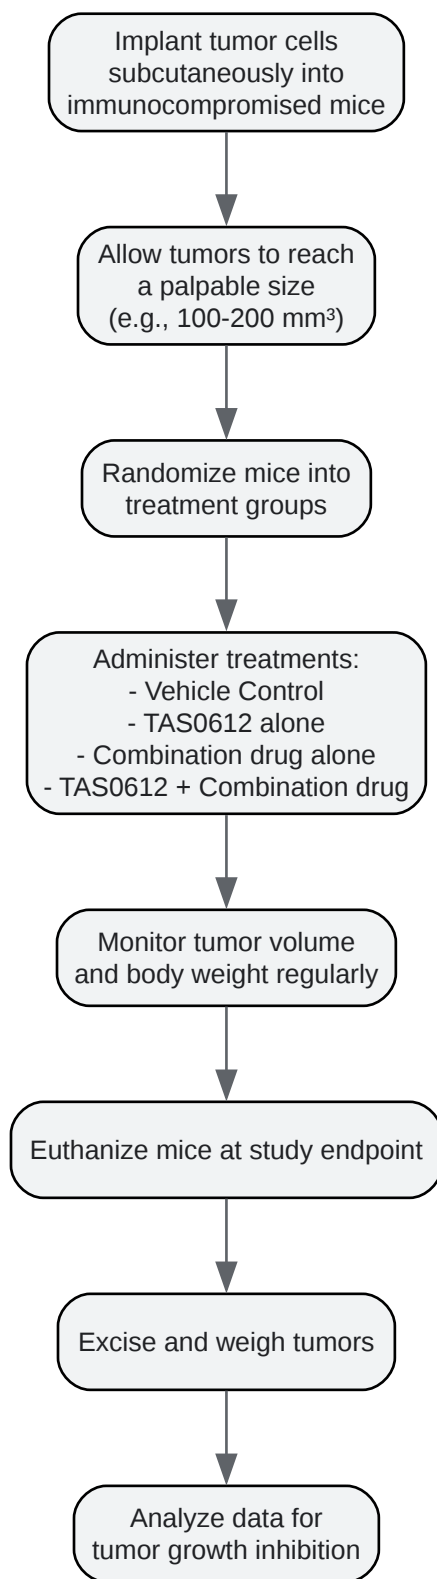 Implant tumor cells
subcutaneously into
immunocompromised mice
Allow tumors to reach
a palpable size
(e.g., 100-200 mm³)
Randomize mice into
treatment groups
Administer treatments:
- Vehicle Control
- TAS0612 alone
- Combination drug alone
- TAS0612 + Combination drug
Monitor tumor volume
and body weight regularly
Euthanize mice at study endpoint
Excise and weigh tumors
Analyze data for
tumor growth inhibition